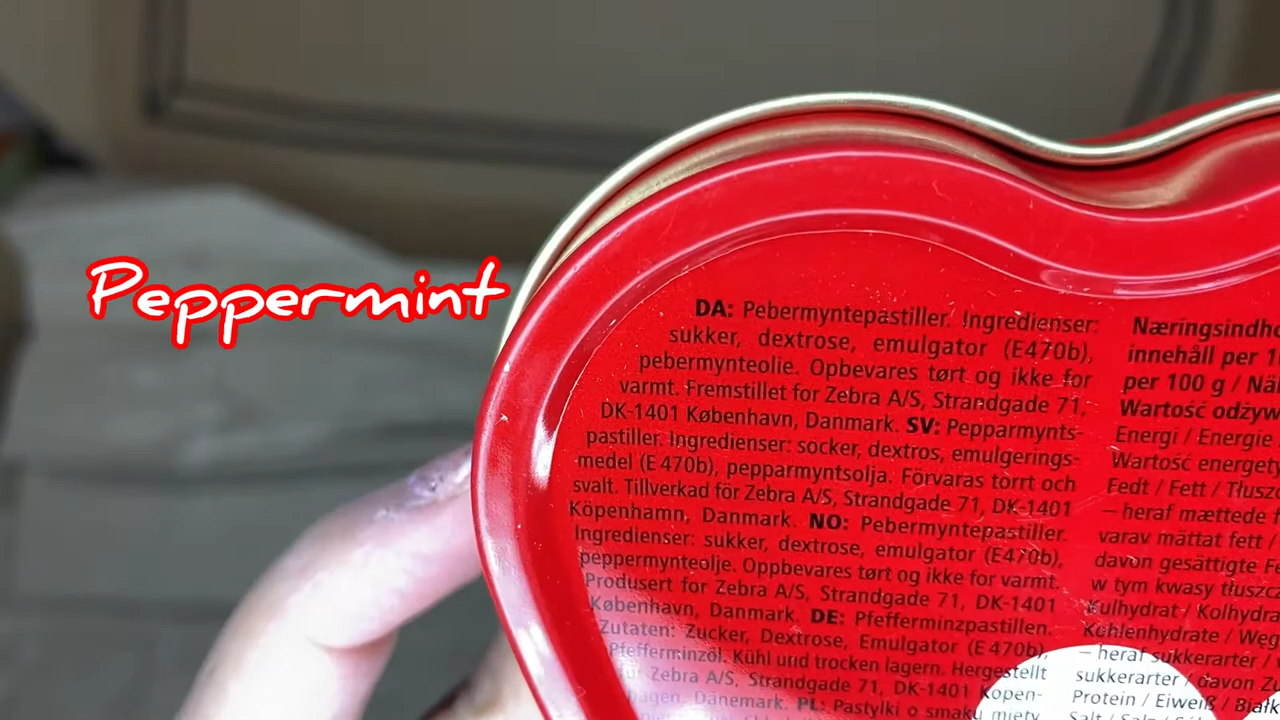 Peppermint
DA: Pebermyntepastiller. Ingredienser:
sukker, dextrose, emulgator (E470b),
pebermynteolie. Opbevares tørt og ikke for
varmt. Fremstillet for Zebra A/S, Strandgade 71,
DK-1401 København, Danmark. SV: Pepparmynts-
pastiller. Ingredienser: socker, dextros, emulgerings-
medel (E 470b), pepparmyntsolja. Förvaras torrt och
svalt. Tillverkad för Zebra A/S, Strandgade 71, DK-1401
Köpenhamn, Danmark. NO: Pebermyntepastiller.
Ingredienser: sukker, dextrose, emulgator (E470b),
peppermynteolje. Oppbevares tørt og ikke for varmt.
Produsert for Zebra A/S, Strandgade 71, DK-1401
København, Danmark. DE: Pfefferminzpastillen.
Zutaten: Zucker, Dextrose, Emulgator (E 470b),
Pfefferminzöl. Kühl und trocken lagern. Hergestellt
für Zebra A/S, Strandgade 71, DK-1401 Kopen-
hagen, Dänemark. PL: Pastylki o smaku mięty
Næringsindho
innehåll per 1
per 100 g / Näh
Wartość odżyw
Energi / Energie
Wartość energety
Fedt / Fett / Tłuszc
– heraf mættede f
varav mättat fett /
davon gesättigte Fe
w tym kwasy tłuszcz
Kulhydrat / Kolhydra
Kohlenhydrate / Węg
– heraf sukkerarter /
sukkerarter / davon Zu
Protein / Eiweiß / Białk